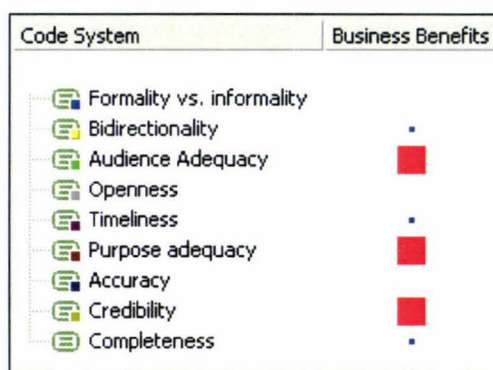 Code System Business Benefits
Formality vs. informality
Bidirectionality
Audience Adequacy
Openness
Timeliness
Purpose adequacy
Accuracy
Credibility
Completeness